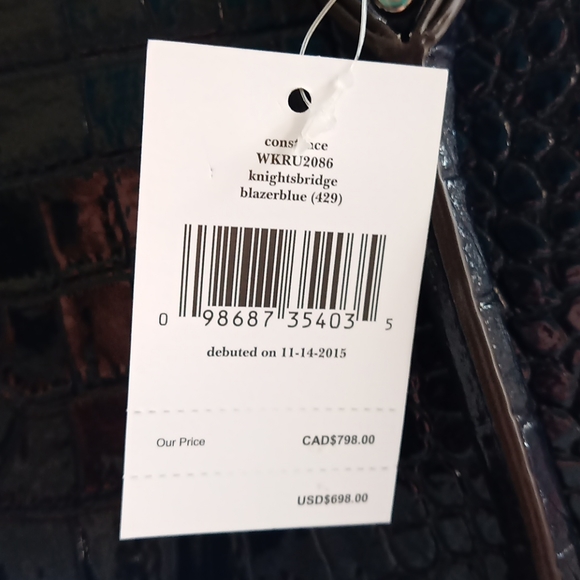 constance
WKRU2086
knightsbridge
blazerblue (429)
0 98687 35403 5
debuted on 11-14-2015
Our Price CAD$798.00
USD$698.00